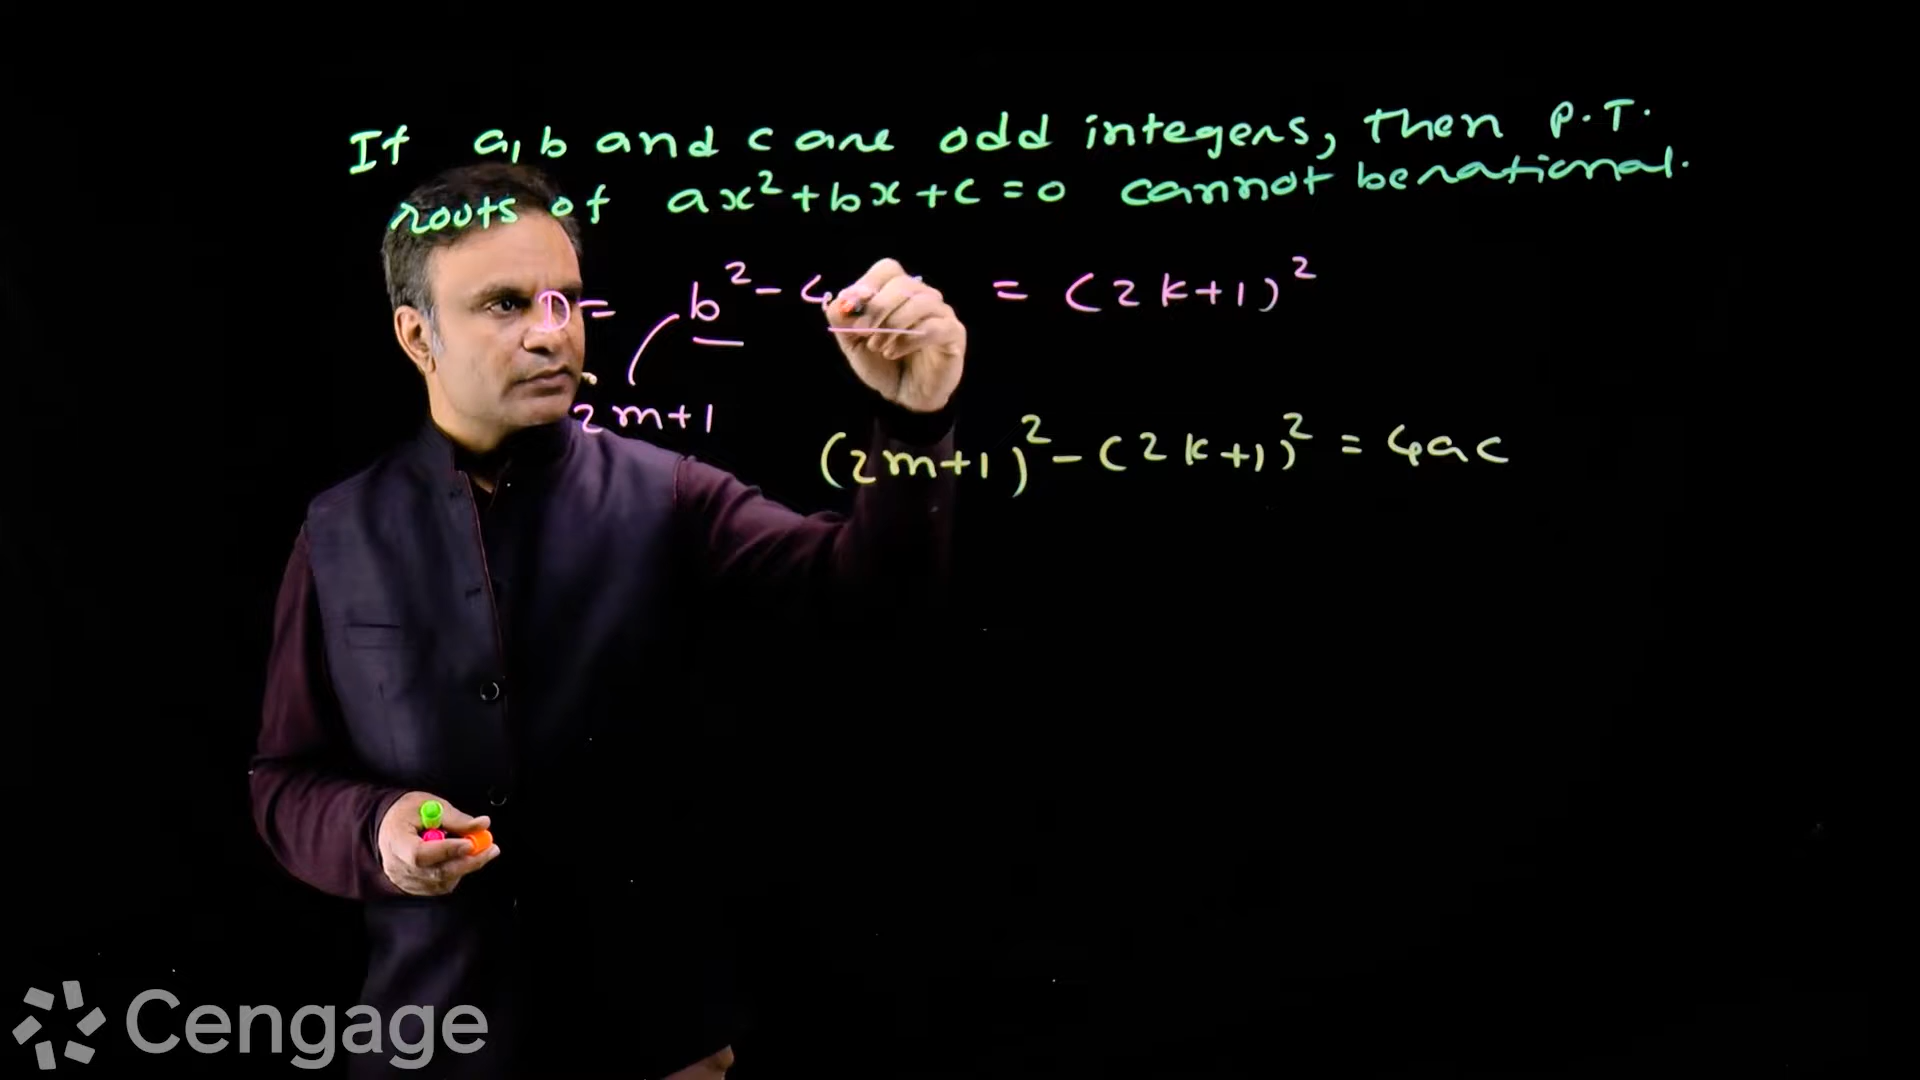 If a, b and c are odd integers, then P.T.
roots of ax²+bx+c=0 cannot be rational.
D = b² - 4 = (2k+1)²
2m+1
(2m+1)² - (2k+1)² = 4ac
Cengage